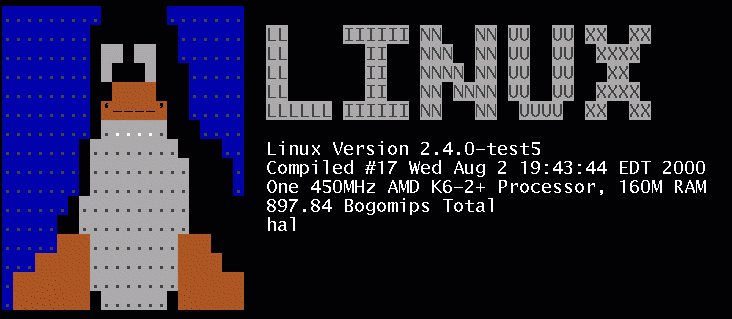 LL IIIIII NN NN UU UU XX XX
LL II NNN NN UU UU XXXX
LL II NNNN NN UU UU XX
LL II NN NNNN UU UU XXXX
LLLLLL IIIIII NN NN UUUU XX XX
Linux Version 2.4.0-test5
Compiled #17 Wed Aug 2 19:43:44 EDT 2000
One 450MHz AMD K6-2+ Processor, 160M RAM
897.84 Bogomips Total
hal